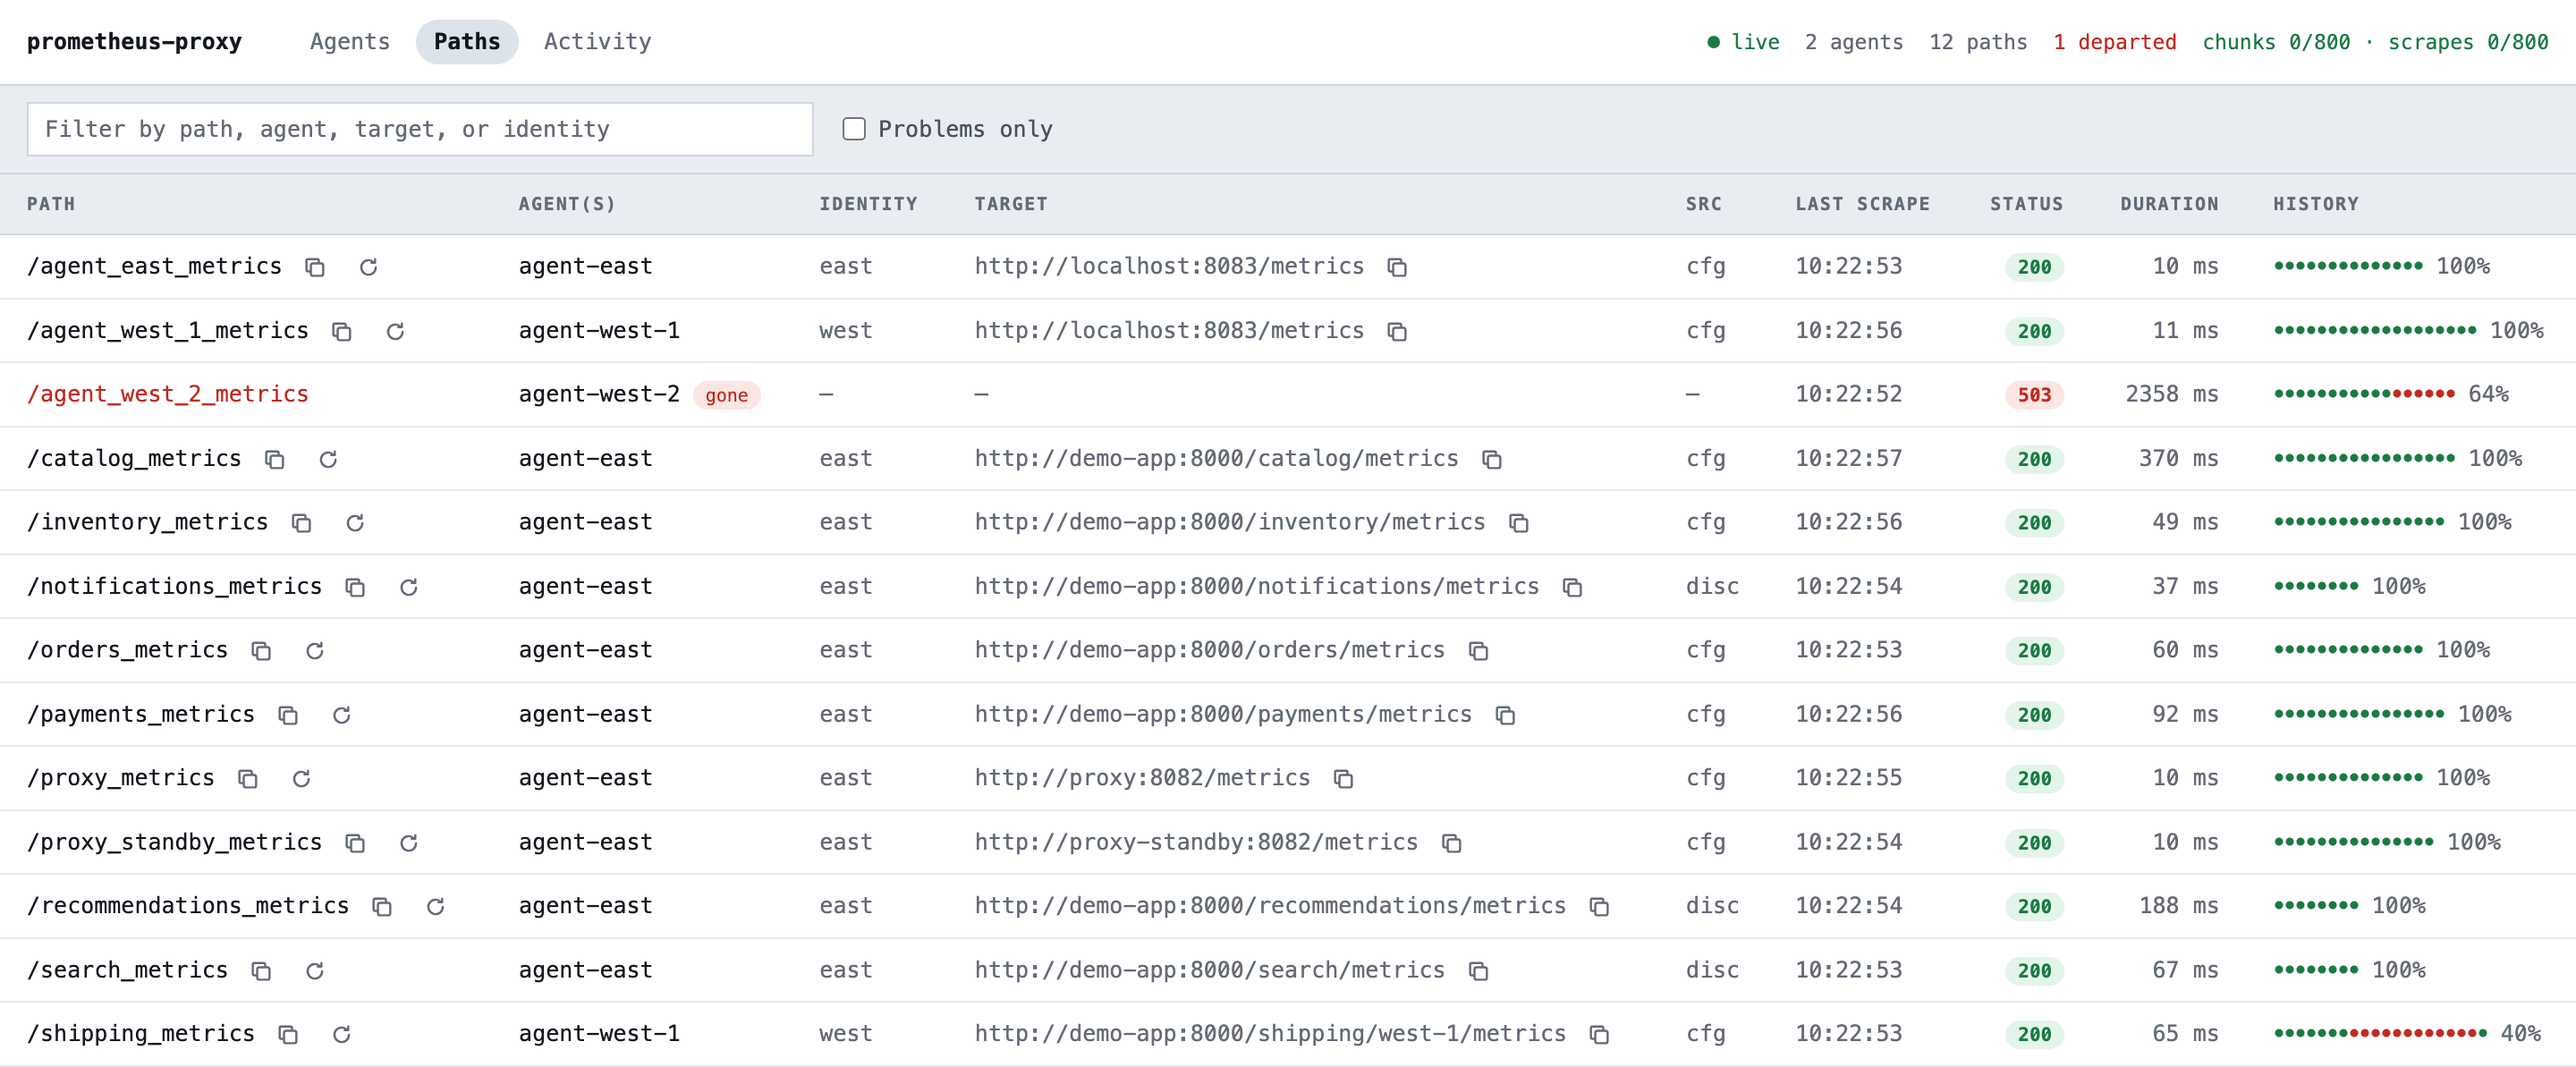 prometheus-proxy Agents Paths Activity live 2 agents 12 paths 1 departed chunks 0/800 · scrapes 0/800
Filter by path, agent, target, or identity Problems only
PATH AGENT(S) IDENTITY TARGET SRC LAST SCRAPE STATUS DURATION HISTORY
/agent_east_metrics agent-east east http://localhost:8083/metrics cfg 10:22:53 200 10 ms 100%
/agent_west_1_metrics agent-west-1 west http://localhost:8083/metrics cfg 10:22:56 200 11 ms 100%
/agent_west_2_metrics agent-west-2 gone — — — 10:22:52 503 2358 ms 64%
/catalog_metrics agent-east east http://demo-app:8000/catalog/metrics cfg 10:22:57 200 370 ms 100%
/inventory_metrics agent-east east http://demo-app:8000/inventory/metrics cfg 10:22:56 200 49 ms 100%
/notifications_metrics agent-east east http://demo-app:8000/notifications/metrics disc 10:22:54 200 37 ms 100%
/orders_metrics agent-east east http://demo-app:8000/orders/metrics cfg 10:22:53 200 60 ms 100%
/payments_metrics agent-east east http://demo-app:8000/payments/metrics cfg 10:22:56 200 92 ms 100%
/proxy_metrics agent-east east http://proxy:8082/metrics cfg 10:22:55 200 10 ms 100%
/proxy_standby_metrics agent-east east http://proxy-standby:8082/metrics cfg 10:22:54 200 10 ms 100%
/recommendations_metrics agent-east east http://demo-app:8000/recommendations/metrics disc 10:22:54 200 188 ms 100%
/search_metrics agent-east east http://demo-app:8000/search/metrics disc 10:22:53 200 67 ms 100%
/shipping_metrics agent-west-1 west http://demo-app:8000/shipping/west-1/metrics cfg 10:22:53 200 65 ms 40%